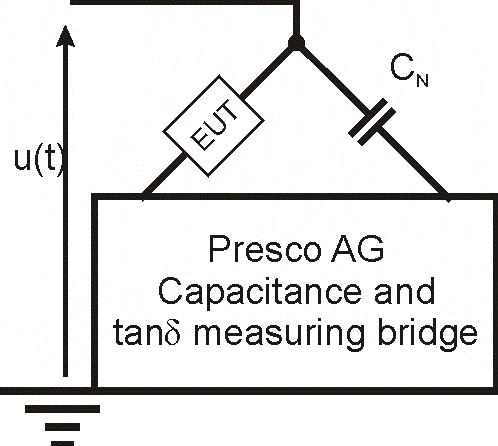 C_N
EUT
u(t)
Presco AG
Capacitance and
tanδ measuring bridge